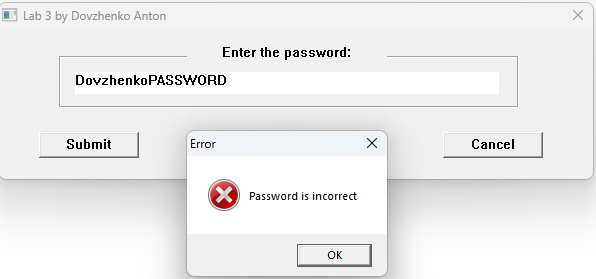 Lab 3 by Dovzhenko Anton
Enter the password:
DovzhenkoPASSWORD
Submit
Cancel
Error
Password is incorrect
OK